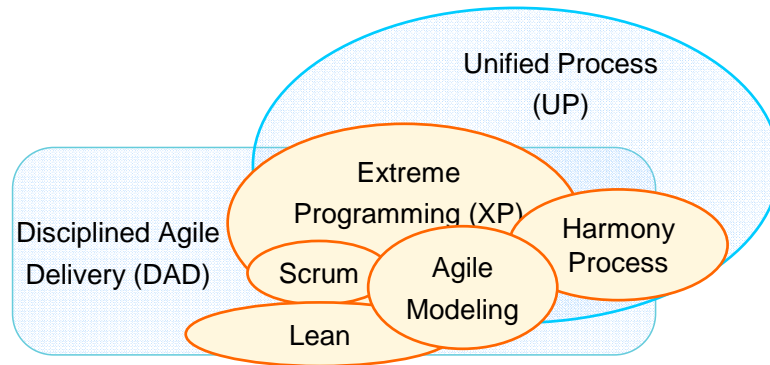 Unified Process
(UP)
Extreme
Programming (XP)
Disciplined Agile
Delivery (DAD)
Harmony
Process
Scrum
Agile
Modeling
Lean